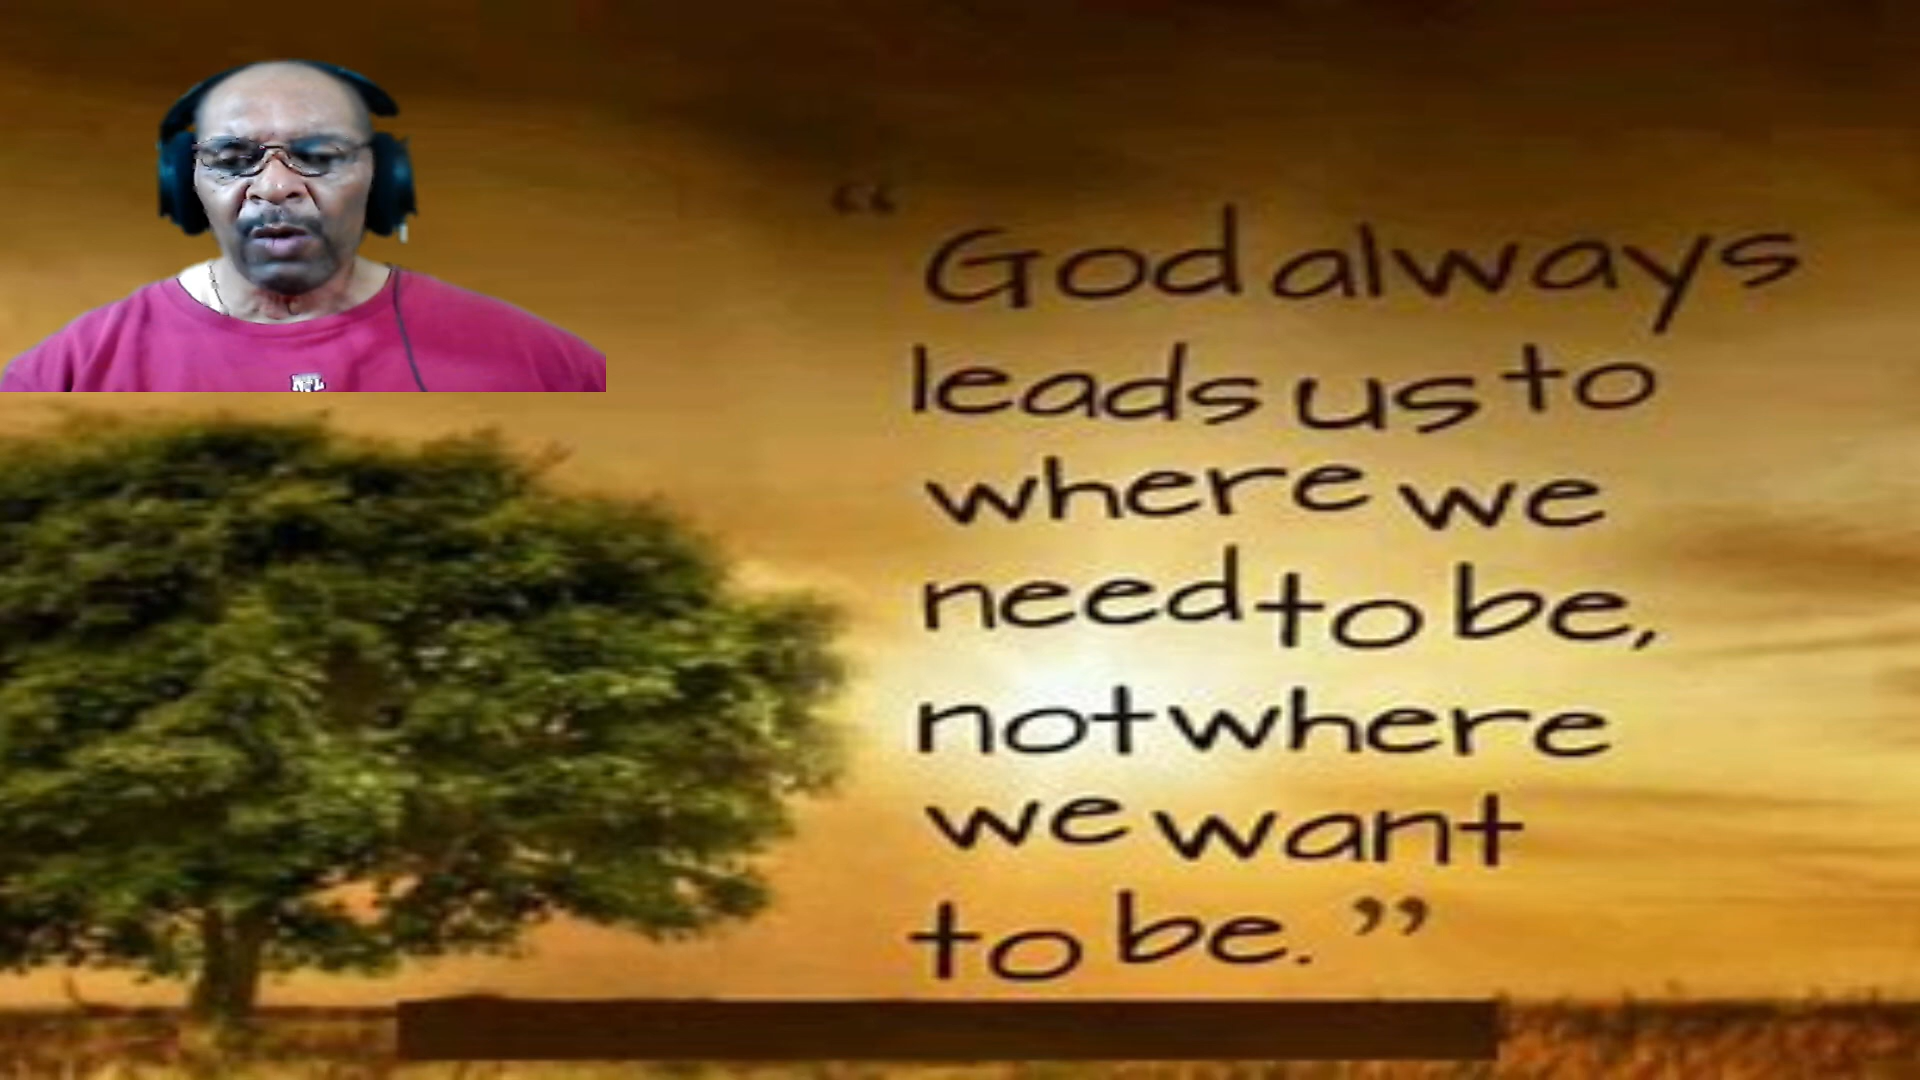 “God always
leads us to
where we
need to be,
not where
we want
to be.”